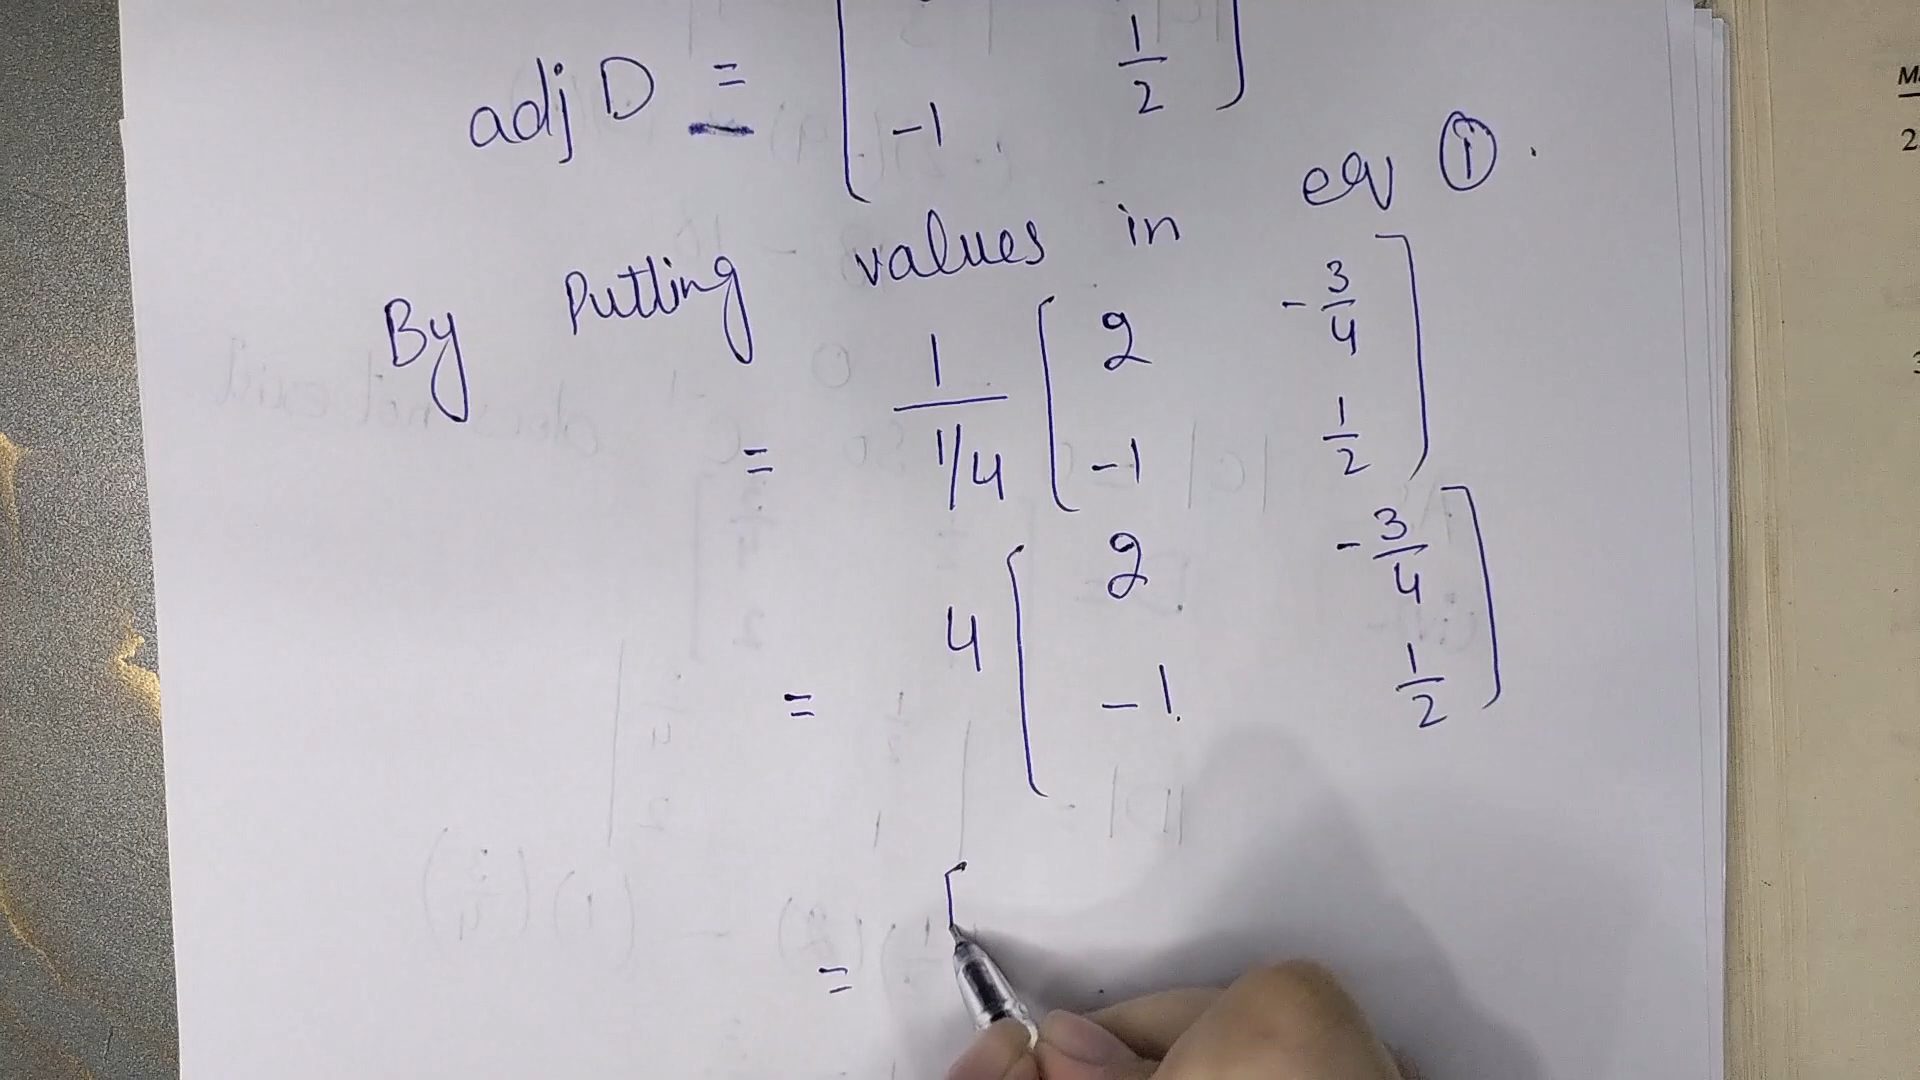 adj D = [ -1 1/2 ]
By Putting values in eq ①.
= 1/(1/4) [ 2 -3/4
-1 1/2 ]
= 4 [ 2 -3/4
-1 1/2 ]
= [
2